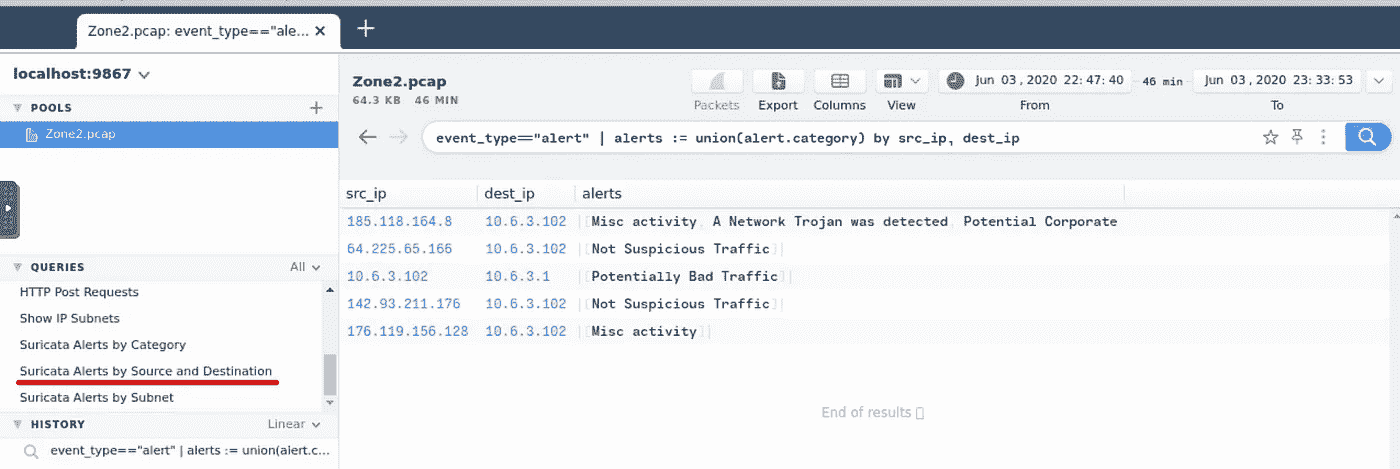 Zone2.pcap: event_type=="ale...
localhost:9867
POOLS
Zone2.pcap
QUERIES All
HTTP Post Requests
Show IP Subnets
Suricata Alerts by Category
Suricata Alerts by Source and Destination
Suricata Alerts by Subnet
HISTORY Linear
event_type=="alert" | alerts := union(alert.c...
Zone2.pcap
64.3 KB 46 MIN
Packets Export Columns View
Jun 03, 2020 22:47:40 46 min Jun 03, 2020 23:33:53
From To
event_type=="alert" | alerts := union(alert.category) by src_ip, dest_ip
src_ip dest_ip alerts
185.118.164.8 10.6.3.102 |[Misc activity, A Network Trojan was detected, Potential Corporate
64.225.65.166 10.6.3.102 |[Not Suspicious Traffic]|
10.6.3.102 10.6.3.1 |[Potentially Bad Traffic]|
142.93.211.176 10.6.3.102 |[Not Suspicious Traffic]|
176.119.156.128 10.6.3.102 |[Misc activity]|
End of results